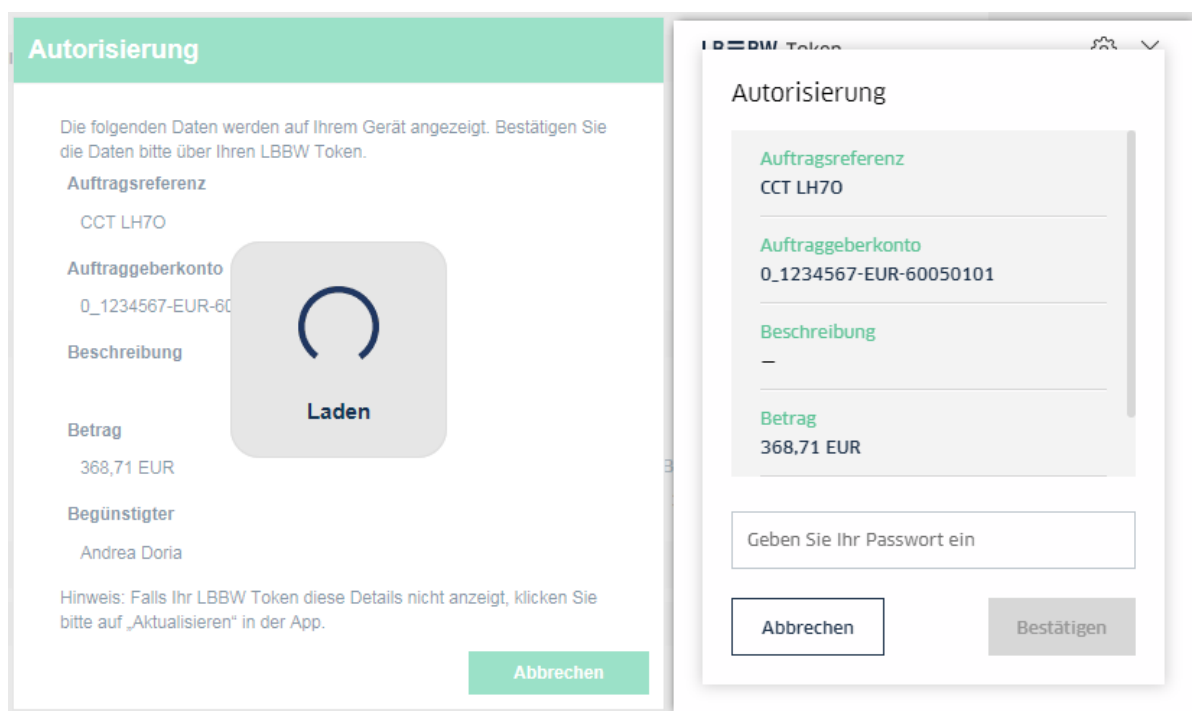 Autorisierung
Die folgenden Daten werden auf Ihrem Gerät angezeigt. Bestätigen Sie
die Daten bitte über Ihren LBBW Token.
Auftragsreferenz
CCT LH7O
Auftraggeberkonto
0_1234567-EUR-60
Beschreibung
Betrag
368,71 EUR
Begünstigter
Andrea Doria
Hinweis: Falls Ihr LBBW Token diese Details nicht anzeigt, klicken Sie
bitte auf „Aktualisieren“ in der App.
Abbrechen
Laden
LBBW Token
Autorisierung
Auftragsreferenz
CCT LH7O
Auftraggeberkonto
0_1234567-EUR-60050101
Beschreibung
—
Betrag
368,71 EUR
Geben Sie Ihr Passwort ein
Abbrechen
Bestätigen